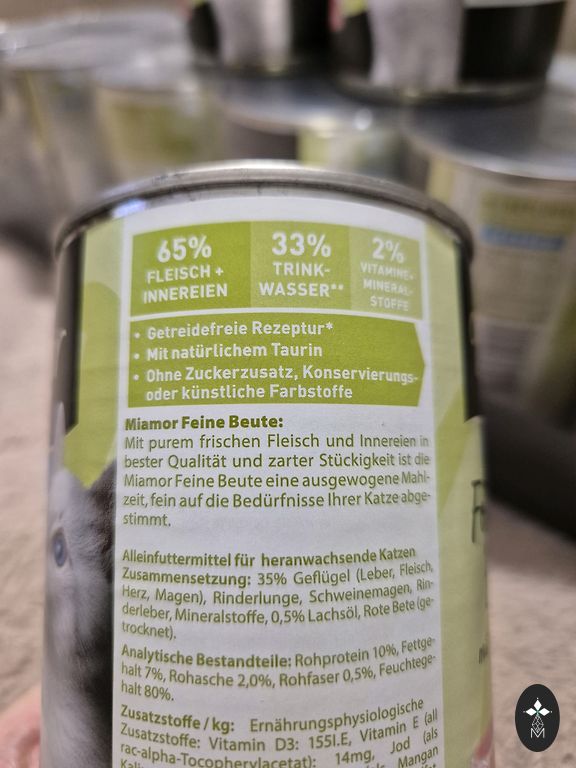 65%
FLEISCH +
INNEREIEN
33%
TRINK-
WASSER**
2%
VITAMINE+
MINERAL-
STOFFE
• Getreidefreie Rezeptur*
• Mit natürlichem Taurin
• Ohne Zuckerzusatz, Konservierungs-
oder künstliche Farbstoffe
Miamor Feine Beute:
Mit purem frischen Fleisch und Innereien in
bester Qualität und zarter Stückigkeit ist die
Miamor Feine Beute eine ausgewogene Mahl-
zeit, fein auf die Bedürfnisse Ihrer Katze abge-
stimmt.
Alleinfuttermittel für heranwachsende Katzen
Zusammensetzung: 35% Geflügel (Leber, Fleisch,
Herz, Magen), Rinderlunge, Schweinemagen, Rin-
derleber, Mineralstoffe, 0,5% Lachsöl, Rote Bete (ge-
trocknet).
Analytische Bestandteile: Rohprotein 10%, Fettge-
halt 7%, Rohasche 2,0%, Rohfaser 0,5%, Feuchtege-
halt 80%.
Zusatzstoffe / kg: Ernährungsphysiologische
Zusatzstoffe: Vitamin D3: 155I.E, Vitamin E (all
rac-alpha-Tocopherylacetat): 14mg, Jod (als
Mangan